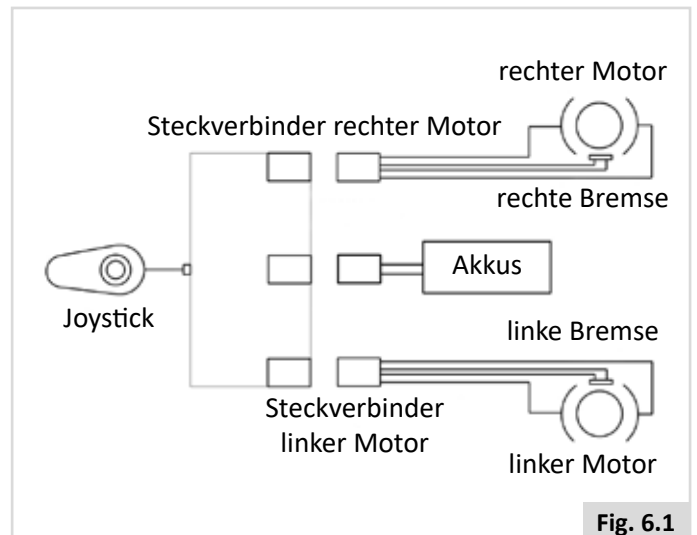 rechter Motor
Steckverbinder rechter Motor
rechte Bremse
Akkus
Joystick
linke Bremse
Steckverbinder
linker Motor
linker Motor
Fig. 6.1